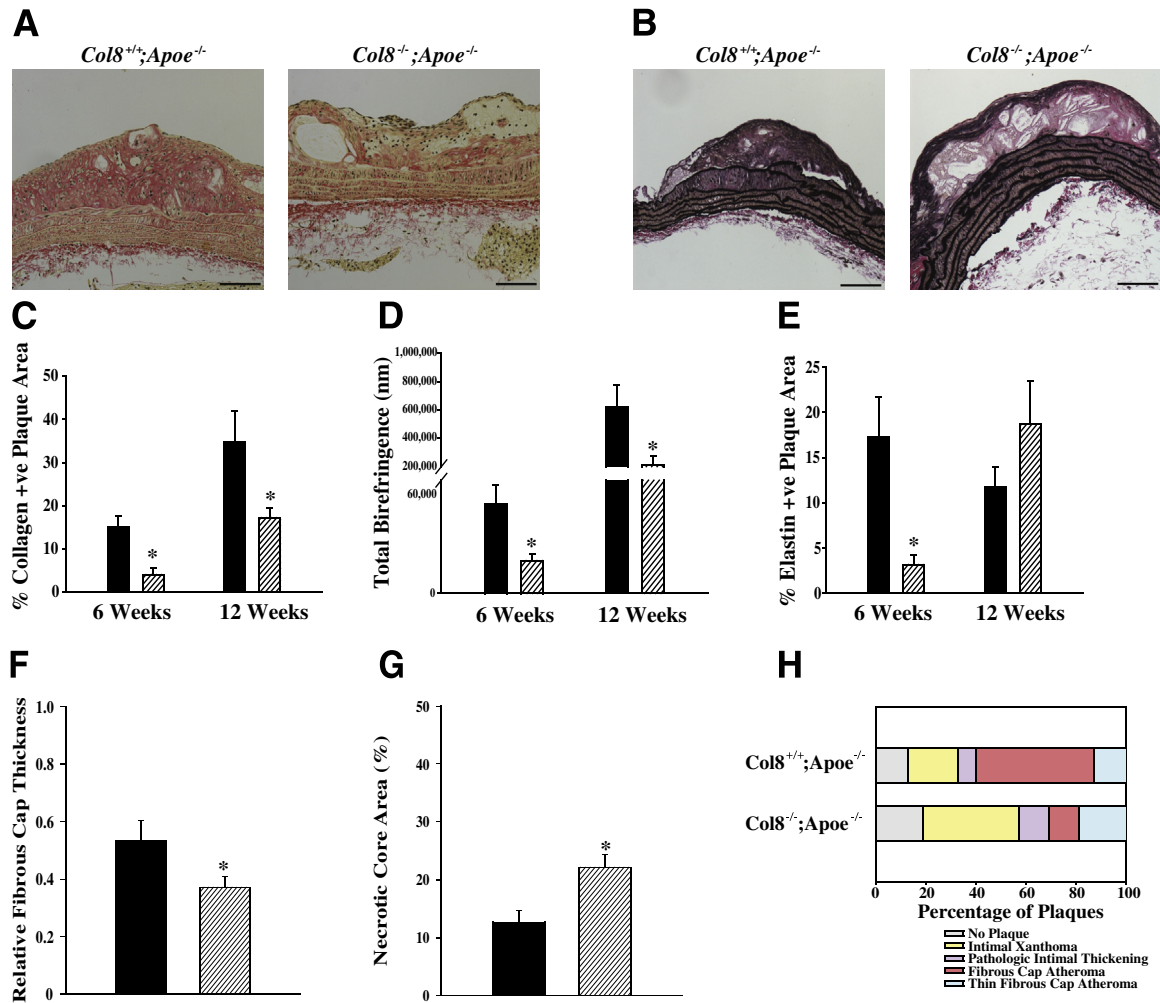 A
B
Col8+/+;Apoe-/-
Col8-/-;Apoe-/-
Col8+/+;Apoe-/-
Col8-/-;Apoe-/-
C
D
E
% Collagen +ve Plaque Area
50
40
30
20
10
0
*
*
6 Weeks
12 Weeks
Total Birefringence (nm)
1,000,000
800,000
600,000
400,000
200,000
60,000
0
*
*
6 Weeks
12 Weeks
% Elastin +ve Plaque Area
25
20
15
10
5
0
*
6 Weeks
12 Weeks
F
G
H
Relative Fibrous Cap Thickness
1.0
0.8
0.6
0.4
0.2
0
*
Necrotic Core Area (%)
50
40
30
20
10
0
*
Col8+/+;Apoe-/-
Col8-/-;Apoe-/-
0 20 40 60 80 100
Percentage of Plaques
No Plaque
Intimal Xanthoma
Pathologic Intimal Thickening
Fibrous Cap Atheroma
Thin Fibrous Cap Atheroma